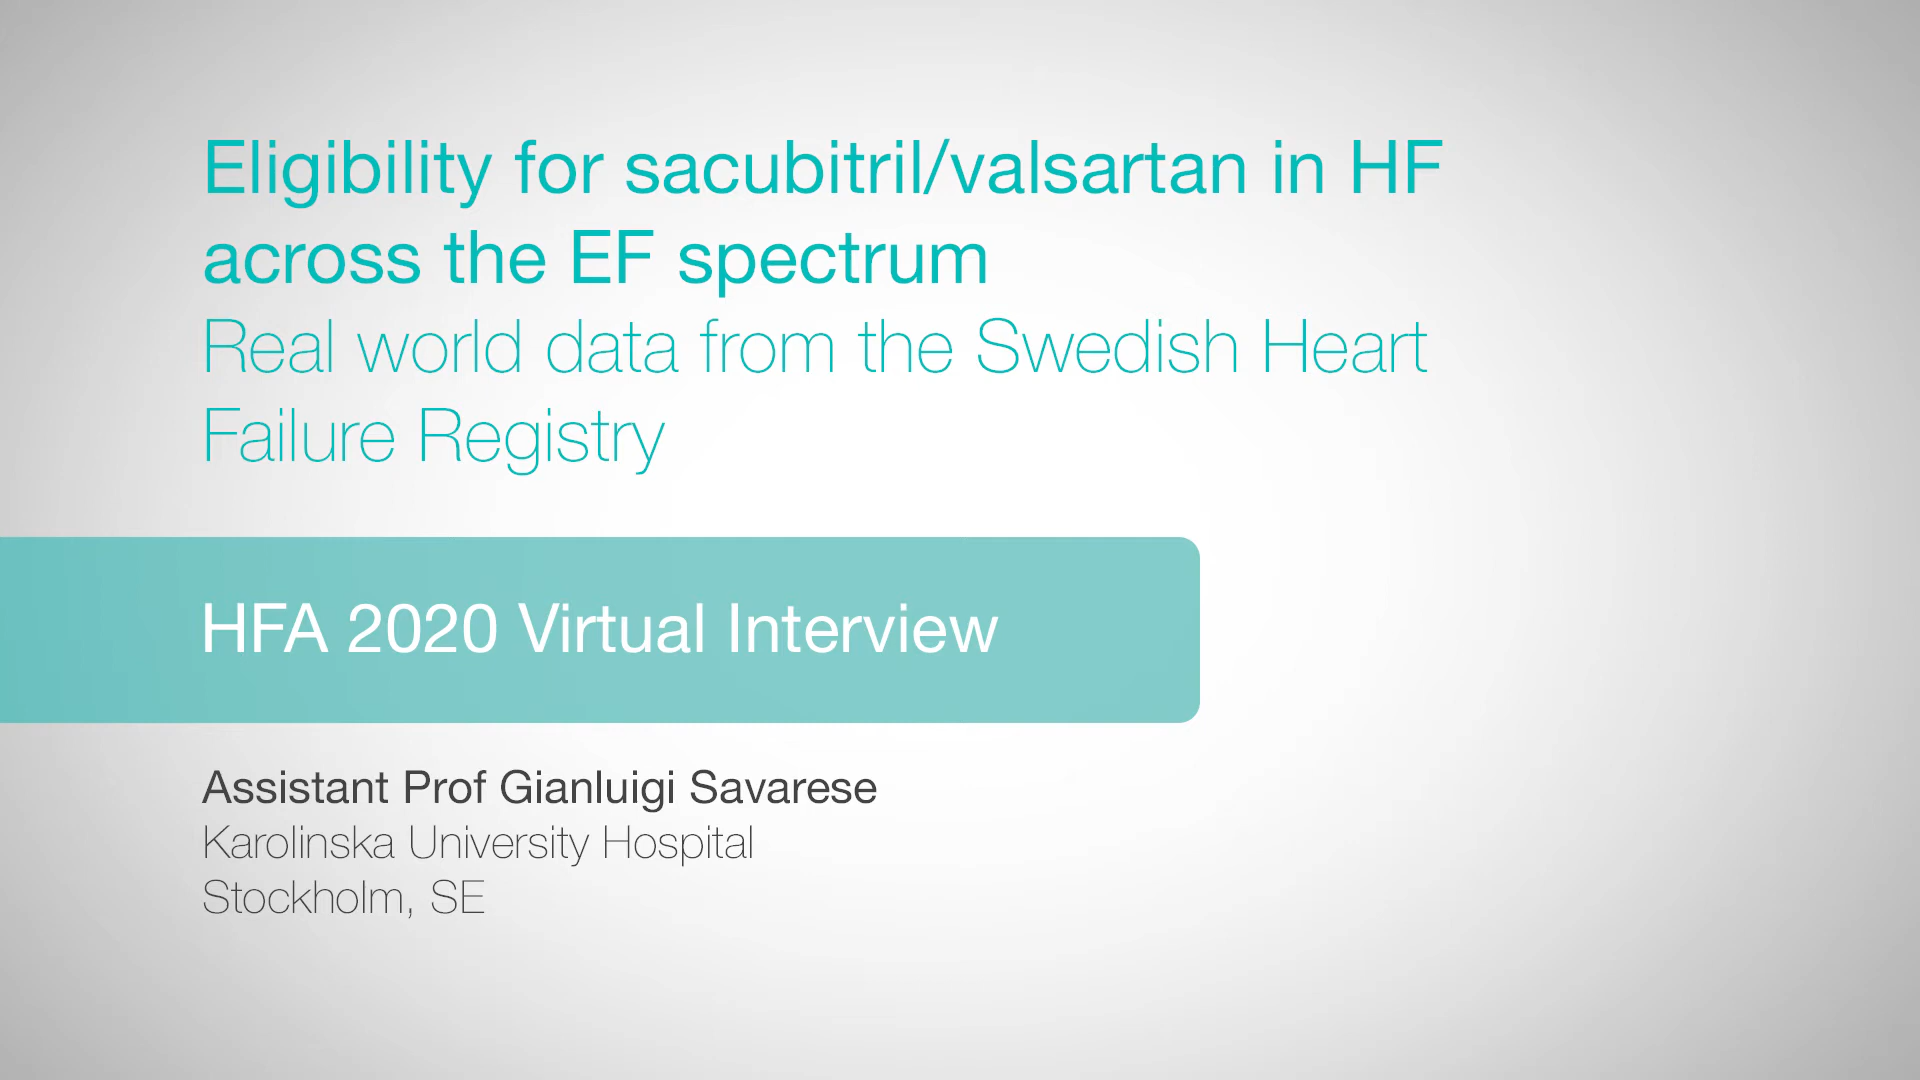 Eligibility for sacubitril/valsartan in HF
across the EF spectrum
Real world data from the Swedish Heart
Failure Registry
HFA 2020 Virtual Interview
Assistant Prof Gianluigi Savarese
Karolinska University Hospital
Stockholm, SE